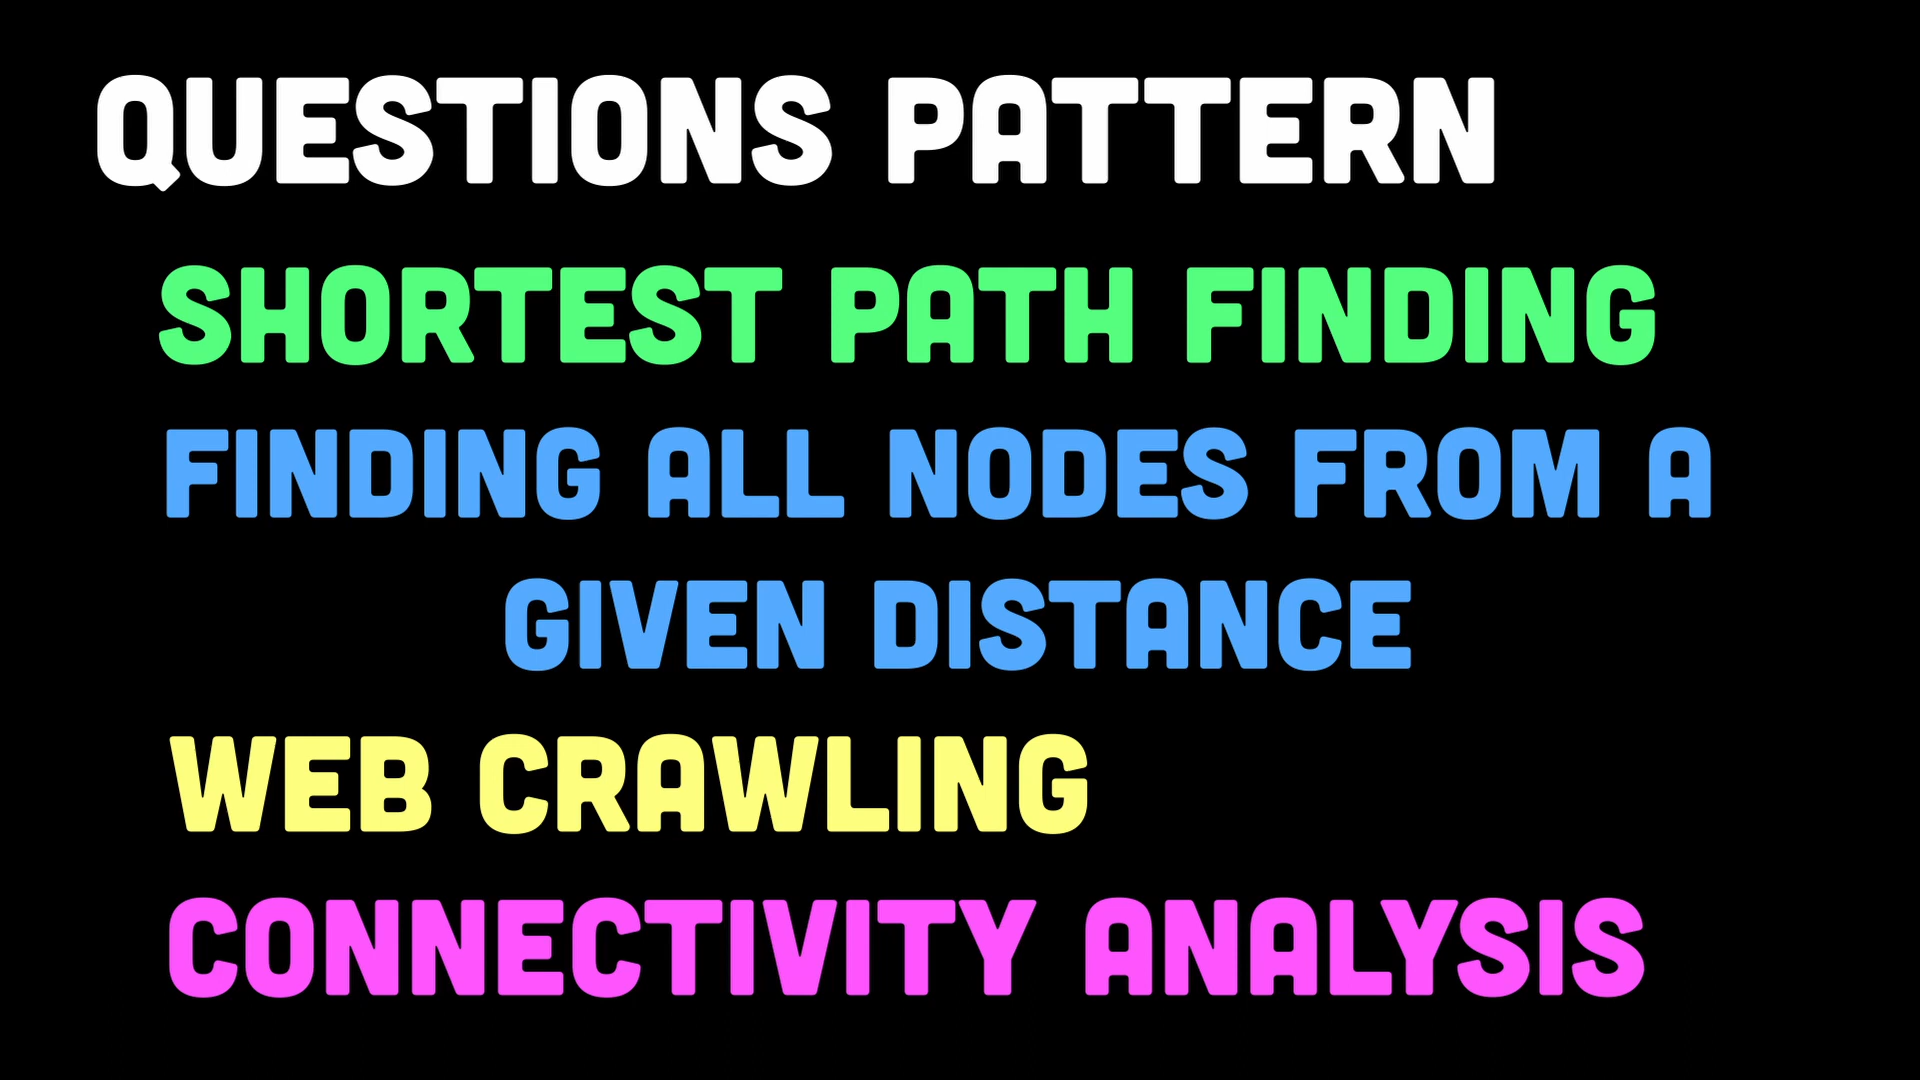 QUESTIONS PATTERN
SHORTEST PATH FINDING
FINDING ALL NODES FROM A
GIVEN DISTANCE
WEB CRAWLING
CONNECTIVITY ANALYSIS